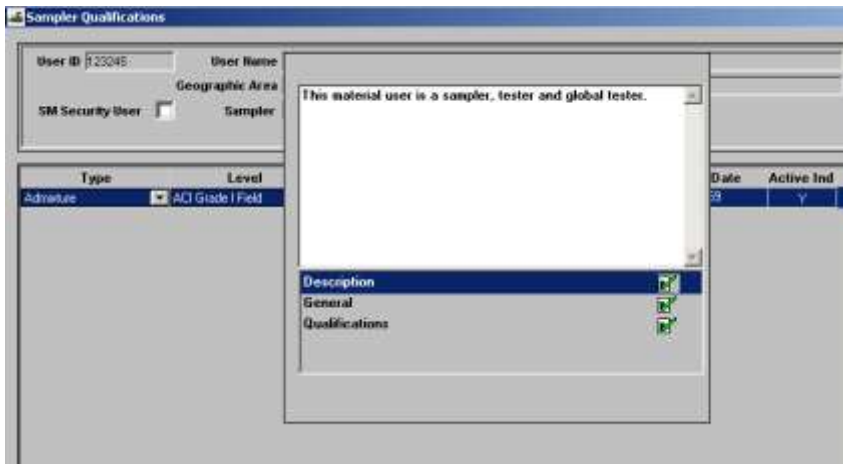 Sampler Qualifications
User ID 123245 User Name
Geographic Area
SM Security User Sampler
This material user is a sampler, tester and global tester.
Type Level Date Active Ind
Admixture ACI Grade I Field 59 Y
Description
General
Qualifications